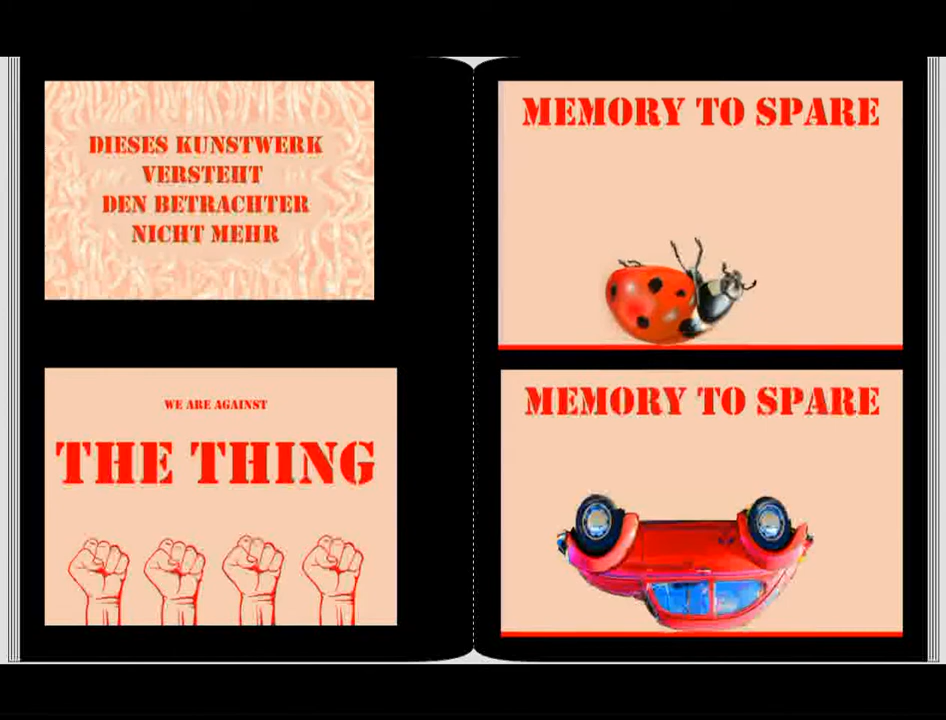 DIESES KUNSTWERK
VERSTEHT
DEN BETRACHTER
NICHT MEHR
WE ARE AGAINST
THE THING
MEMORY TO SPARE
MEMORY TO SPARE